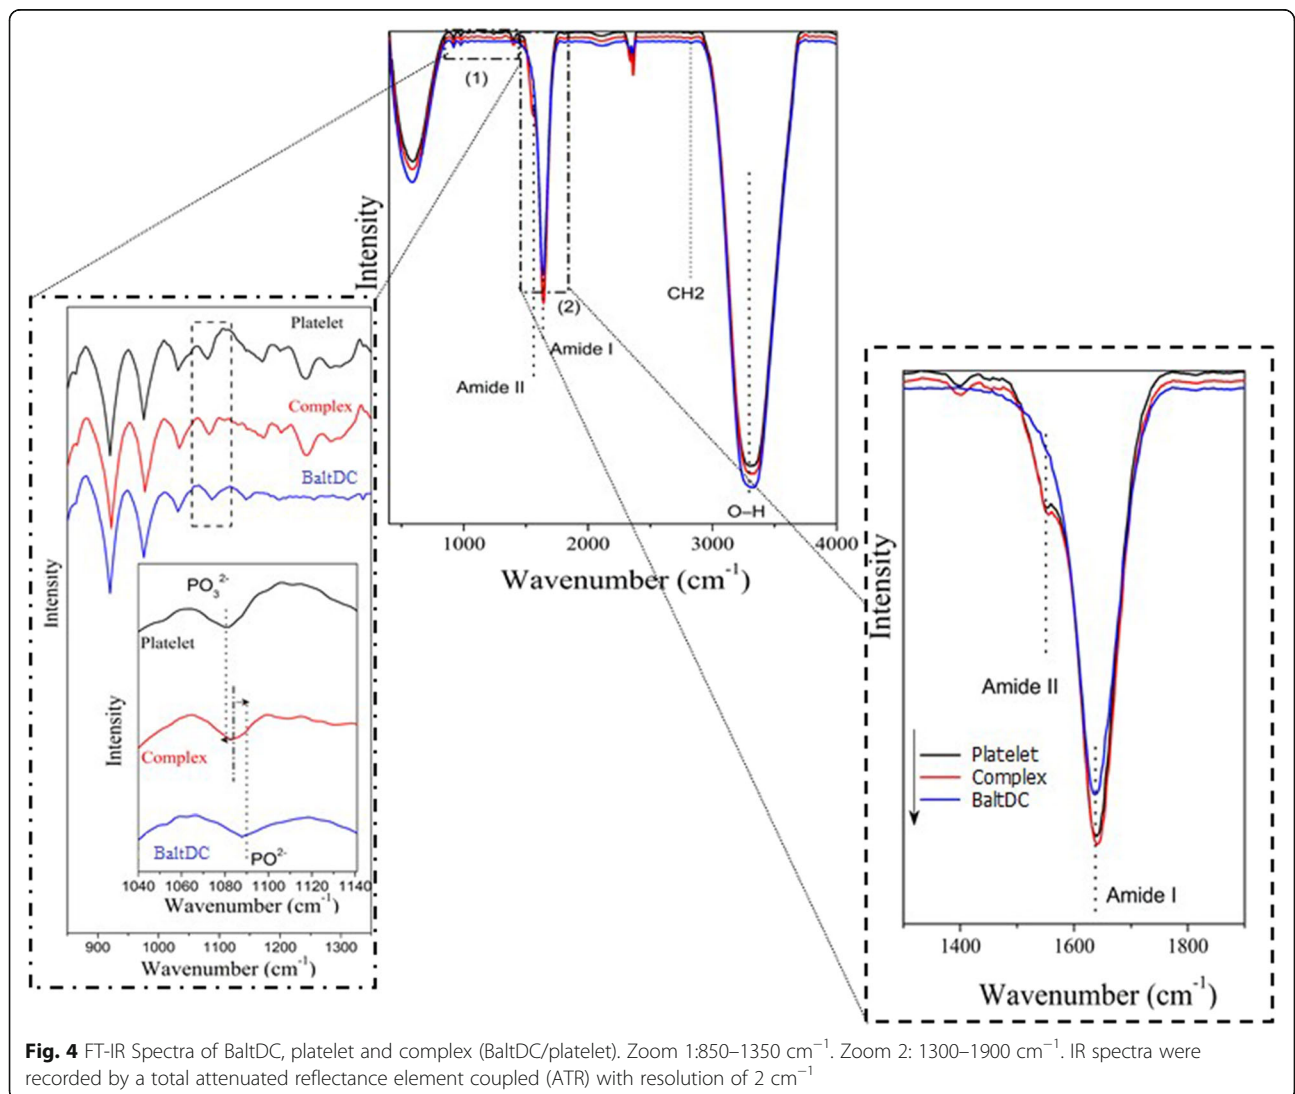 (1)
Intensity
(2)
CH2
Amide I
Amide II
O–H
1000 2000 3000 4000
Wavenumber (cm-1)
Platelet
Complex
BaltDC
Intensity
PO3 2-
Platelet
Intensity
Complex
BaltDC
PO2-
1040 1060 1080 1100 1120 1140
Wavenumber (cm-1)
900 1000 1100 1200 1300
Wavenumber (cm-1)
Intensity
Amide II
Platelet
Complex
BaltDC
Amide I
1400 1600 1800
Wavenumber (cm-1)
Fig. 4 FT-IR Spectra of BaltDC, platelet and complex (BaltDC/platelet). Zoom 1:850–1350 cm−1. Zoom 2: 1300–1900 cm−1. IR spectra were
recorded by a total attenuated reflectance element coupled (ATR) with resolution of 2 cm−1